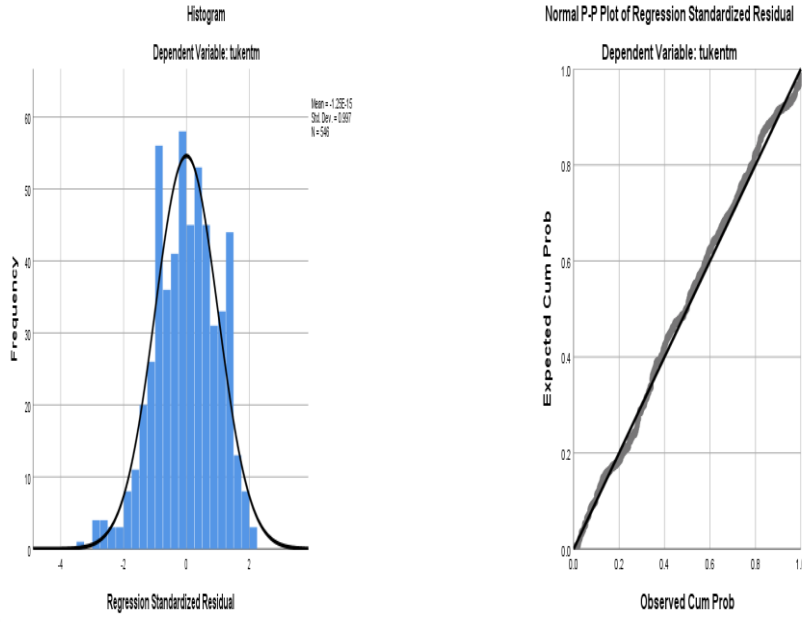 Histogram
Dependent Variable: tukentm
Mean = -1.25E-15
Std. Dev. = 0.997
N = 546
60
50
40
30
20
10
0
Frequency
-4
-2
0
2
Regression Standardized Residual
Normal P-P Plot of Regression Standardized Residual
Dependent Variable: tukentm
1.0
0.8
0.6
0.4
0.2
0.0
Expected Cum Prob
0.0
0.2
0.4
0.6
0.8
1.0
Observed Cum Prob